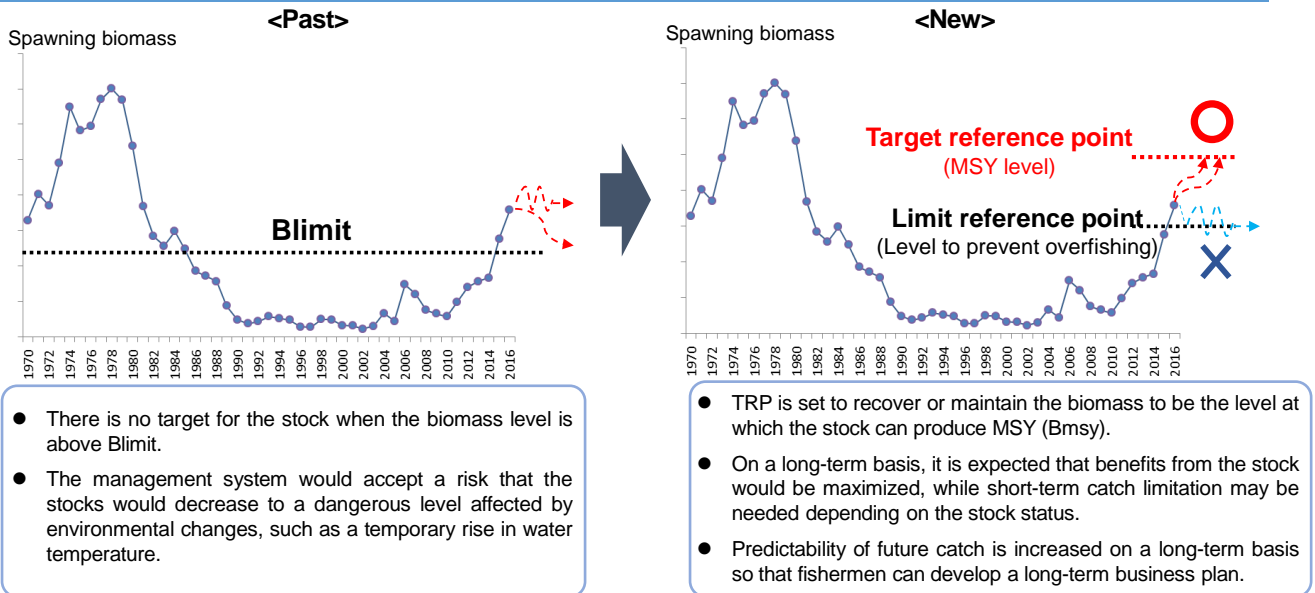 <Past>
Spawning biomass
Blimit
1970 1972 1974 1976 1978 1980 1982 1984 1986 1988 1990 1992 1994 1996 1998 2000 2002 2004 2006 2008 2010 2012 2014 2016
● There is no target for the stock when the biomass level is
above Blimit.
● The management system would accept a risk that the
stocks would decrease to a dangerous level affected by
environmental changes, such as a temporary rise in water
temperature.
<New>
Spawning biomass
Target reference point
(MSY level)
Limit reference point
(Level to prevent overfishing)
1970 1972 1974 1976 1978 1980 1982 1984 1986 1988 1990 1992 1994 1996 1998 2000 2002 2004 2006 2008 2010 2012 2014 2016
● TRP is set to recover or maintain the biomass to be the level at
which the stock can produce MSY (Bmsy).
● On a long-term basis, it is expected that benefits from the stock
would be maximized, while short-term catch limitation may be
needed depending on the stock status.
● Predictability of future catch is increased on a long-term basis
so that fishermen can develop a long-term business plan.